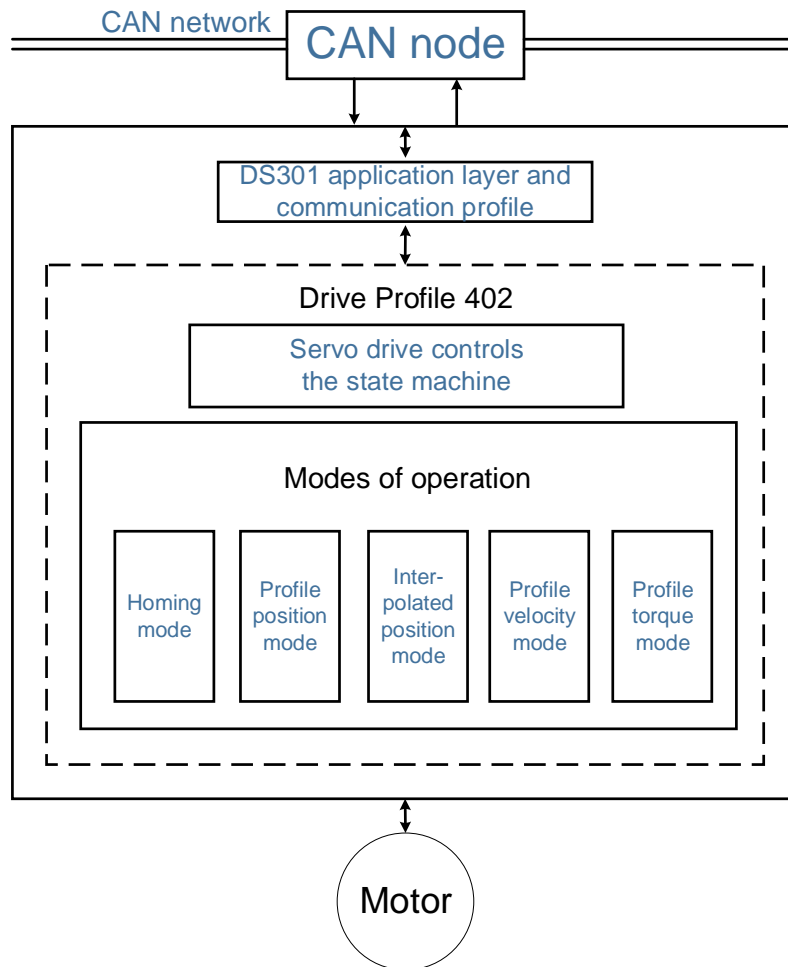 CAN network
CAN node
DS301 application layer and
communication profile
Drive Profile 402
Servo drive controls
the state machine
Modes of operation
Homing
mode
Profile
position
mode
Inter-
polated
position
mode
Profile
velocity
mode
Profile
torque
mode
Motor